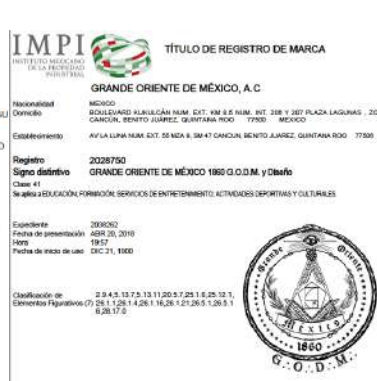 IMPI
INSTITUTO MEXICANO
DE LA PROPIEDAD
INDUSTRIAL
TÍTULO DE REGISTRO DE MARCA
GRANDE ORIENTE DE MÉXICO, A.C
Nacionalidad MEXICO
Domicilio BOULEVARD KUKULCÁN NUM. EXT. KM 8.5 NUM. INT. 206 Y 207 PLAZA LAGUNAS,
CANCÚN, BENITO JUÁREZ, QUINTANA ROO 77500 MEXICO
Establecimiento AV LA LUNA NUM. EXT. 55 MZA 8, SM 47 CANCUN, BENITO JUAREZ, QUINTANA ROO 77506
Registro 2028750
Signo distintivo GRANDE ORIENTE DE MÉXICO 1860 G.O.D.M. y Diseño
Clase 41
Se aplica a EDUCACIÓN; FORMACIÓN; SERVICIOS DE ENTRETENIMIENTO; ACTIVIDADES DEPORTIVAS Y CULTURALES.
Expediente 2038262
Fecha de presentación ABR 20, 2018
Hora 19:57
Fecha de inicio de uso DIC 21, 1900
Clasificación de Elementos Figurativos (7)
Grande Oriente
México
1860
G.·.O.·.D.·.M.·.